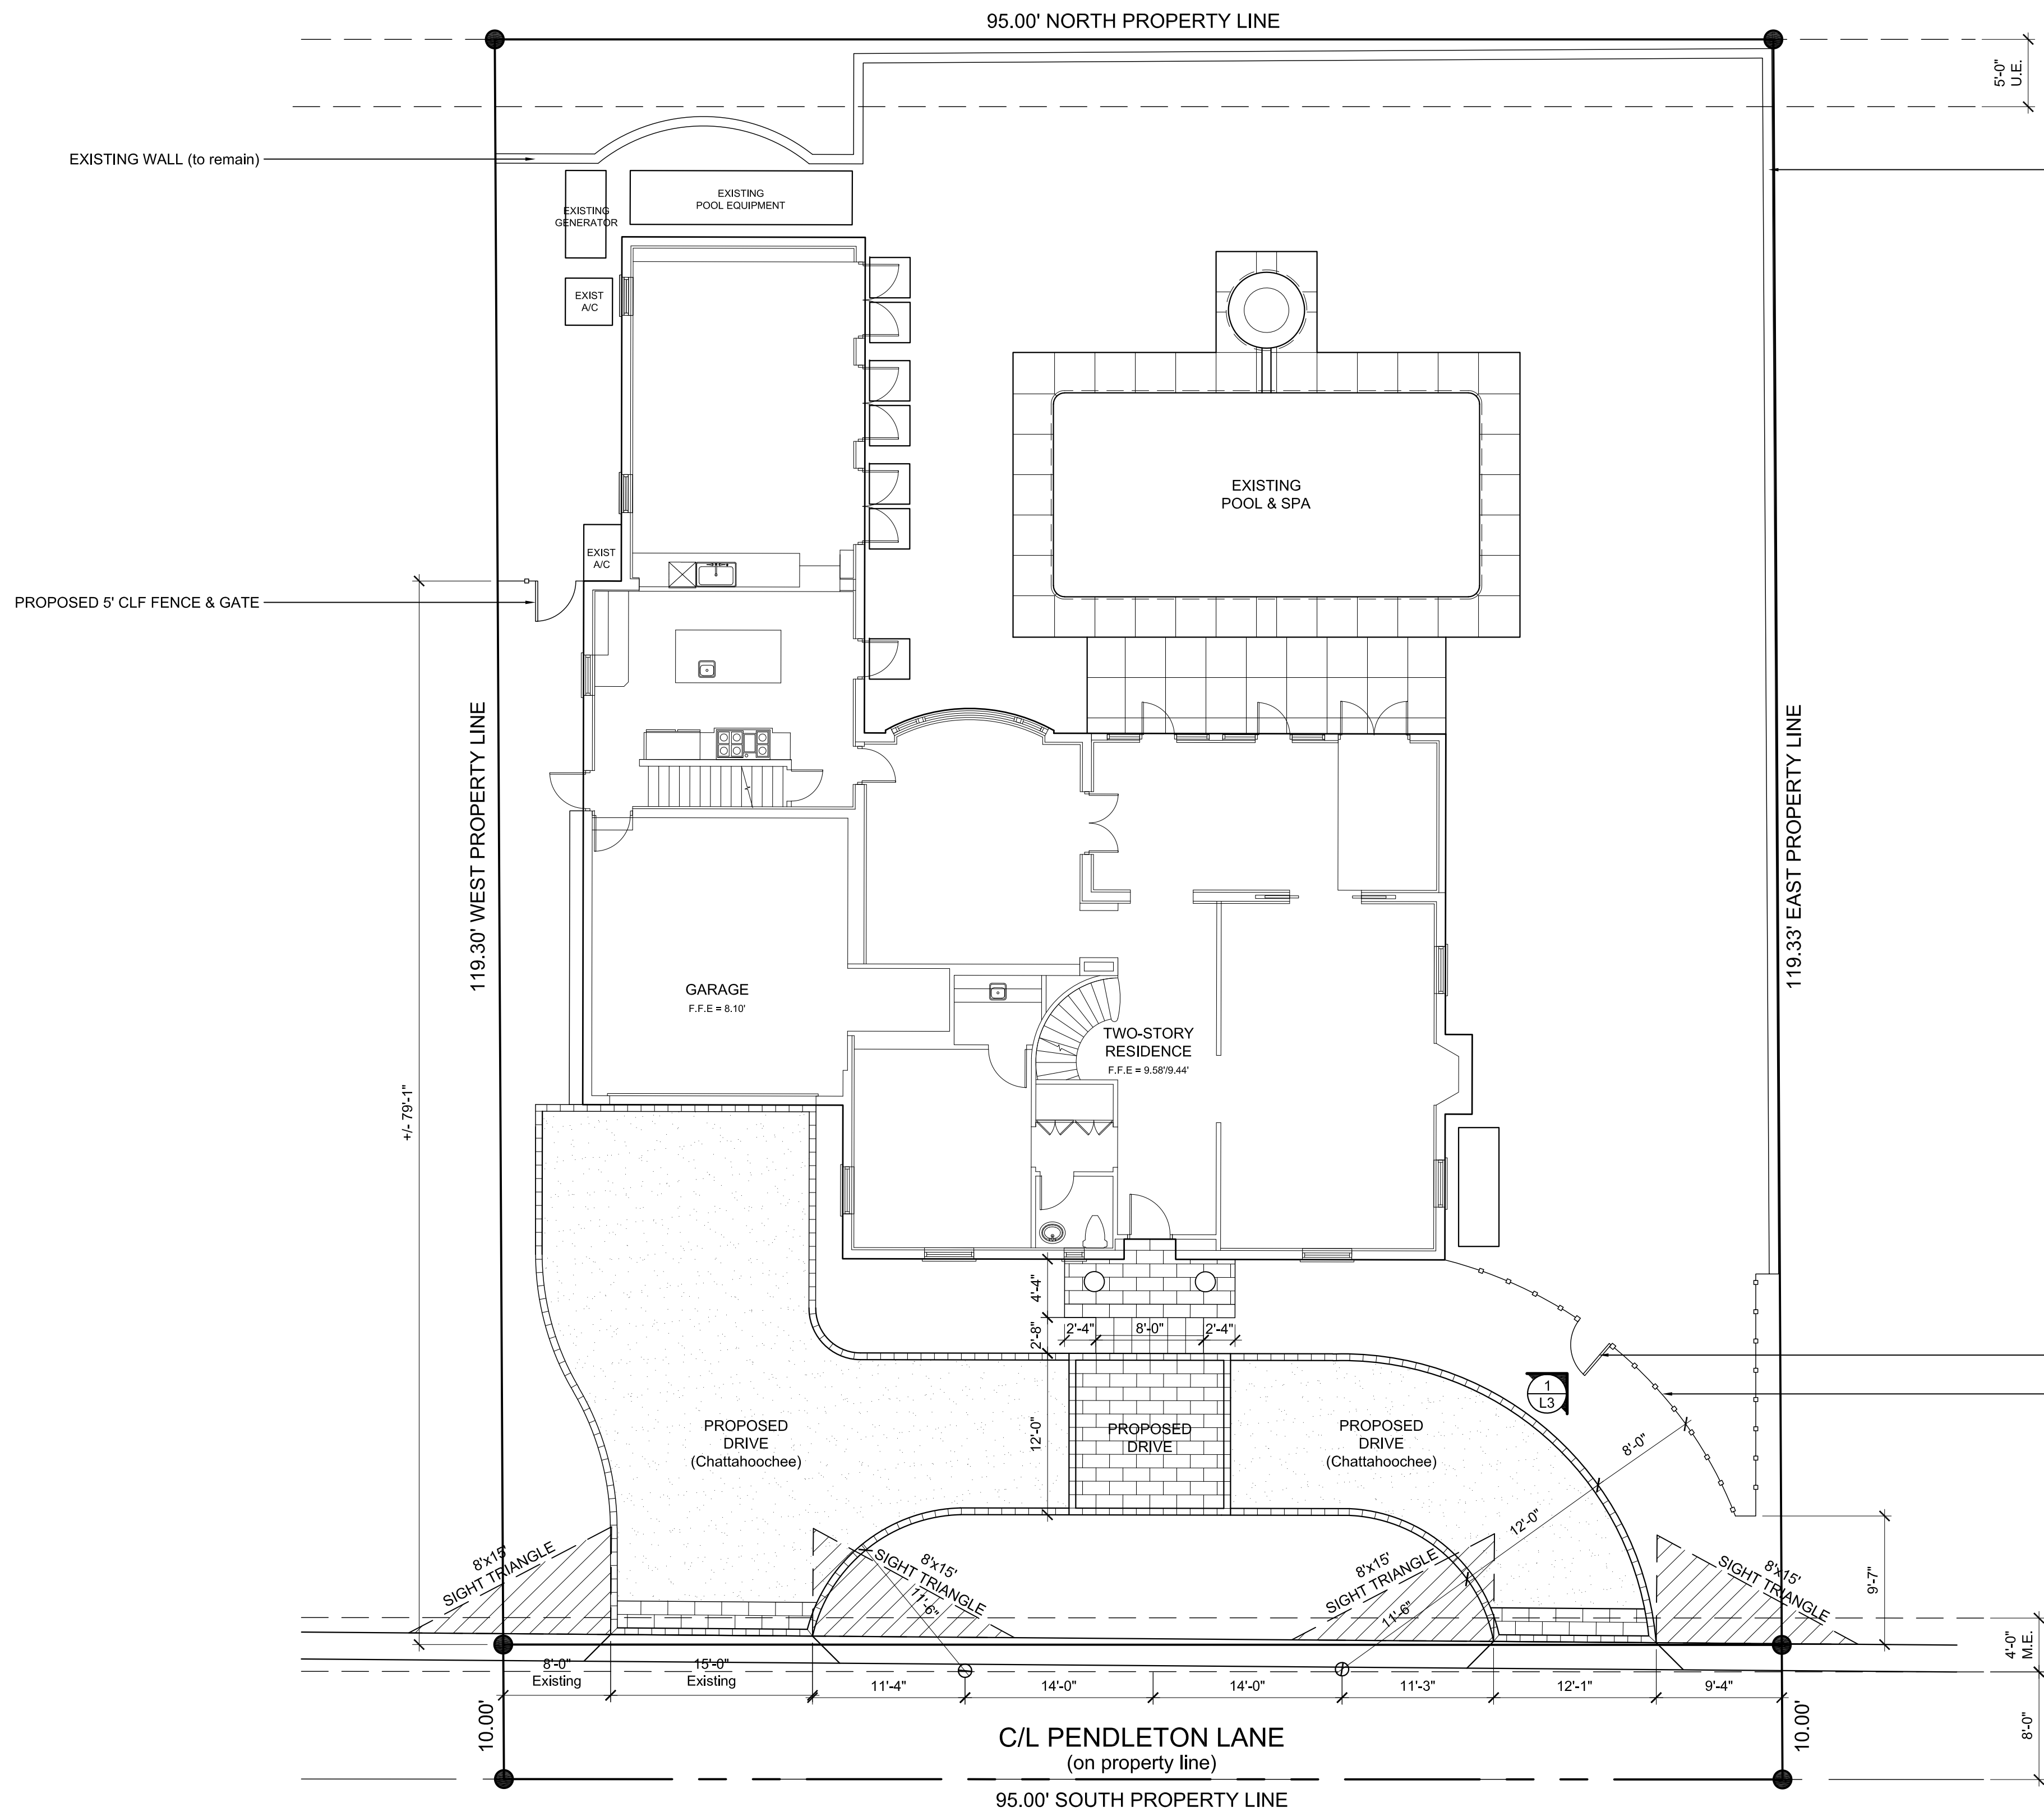 95.00' NORTH PROPERTY LINE
5'-0"
U.E.
EXISTING WALL (to remain)
EXISTING
POOL EQUIPMENT
EXISTING
GENERATOR
EXIST
A/C
EXISTING
POOL & SPA
EXIST
A/C
PROPOSED 5' CLF FENCE & GATE
119.30' WEST PROPERTY LINE
119.33' EAST PROPERTY LINE
GARAGE
F.F.E = 8.10'
TWO-STORY
RESIDENCE
F.F.E = 9.58'/9.44'
+/- 79'-1"
4'-4"
2'-8"
2'-4"
8'-0"
2'-4"
1
L3
PROPOSED
DRIVE
(Chattahoochee)
12'-0"
PROPOSED
DRIVE
PROPOSED
DRIVE
(Chattahoochee)
8'-0"
12'-0"
8'x15'
SIGHT TRIANGLE
8'x15'
SIGHT TRIANGLE
11'-6"
8'x15'
SIGHT TRIANGLE
11'-6"
8'x15'
SIGHT TRIANGLE
9'-7"
4'-0"
M.E.
8'-0"
Existing
15'-0"
Existing
11'-4"
14'-0"
14'-0"
11'-3"
12'-1"
9'-4"
10.00'
10.00'
8'-0"
C/L PENDLETON LANE
(on property line)
95.00' SOUTH PROPERTY LINE